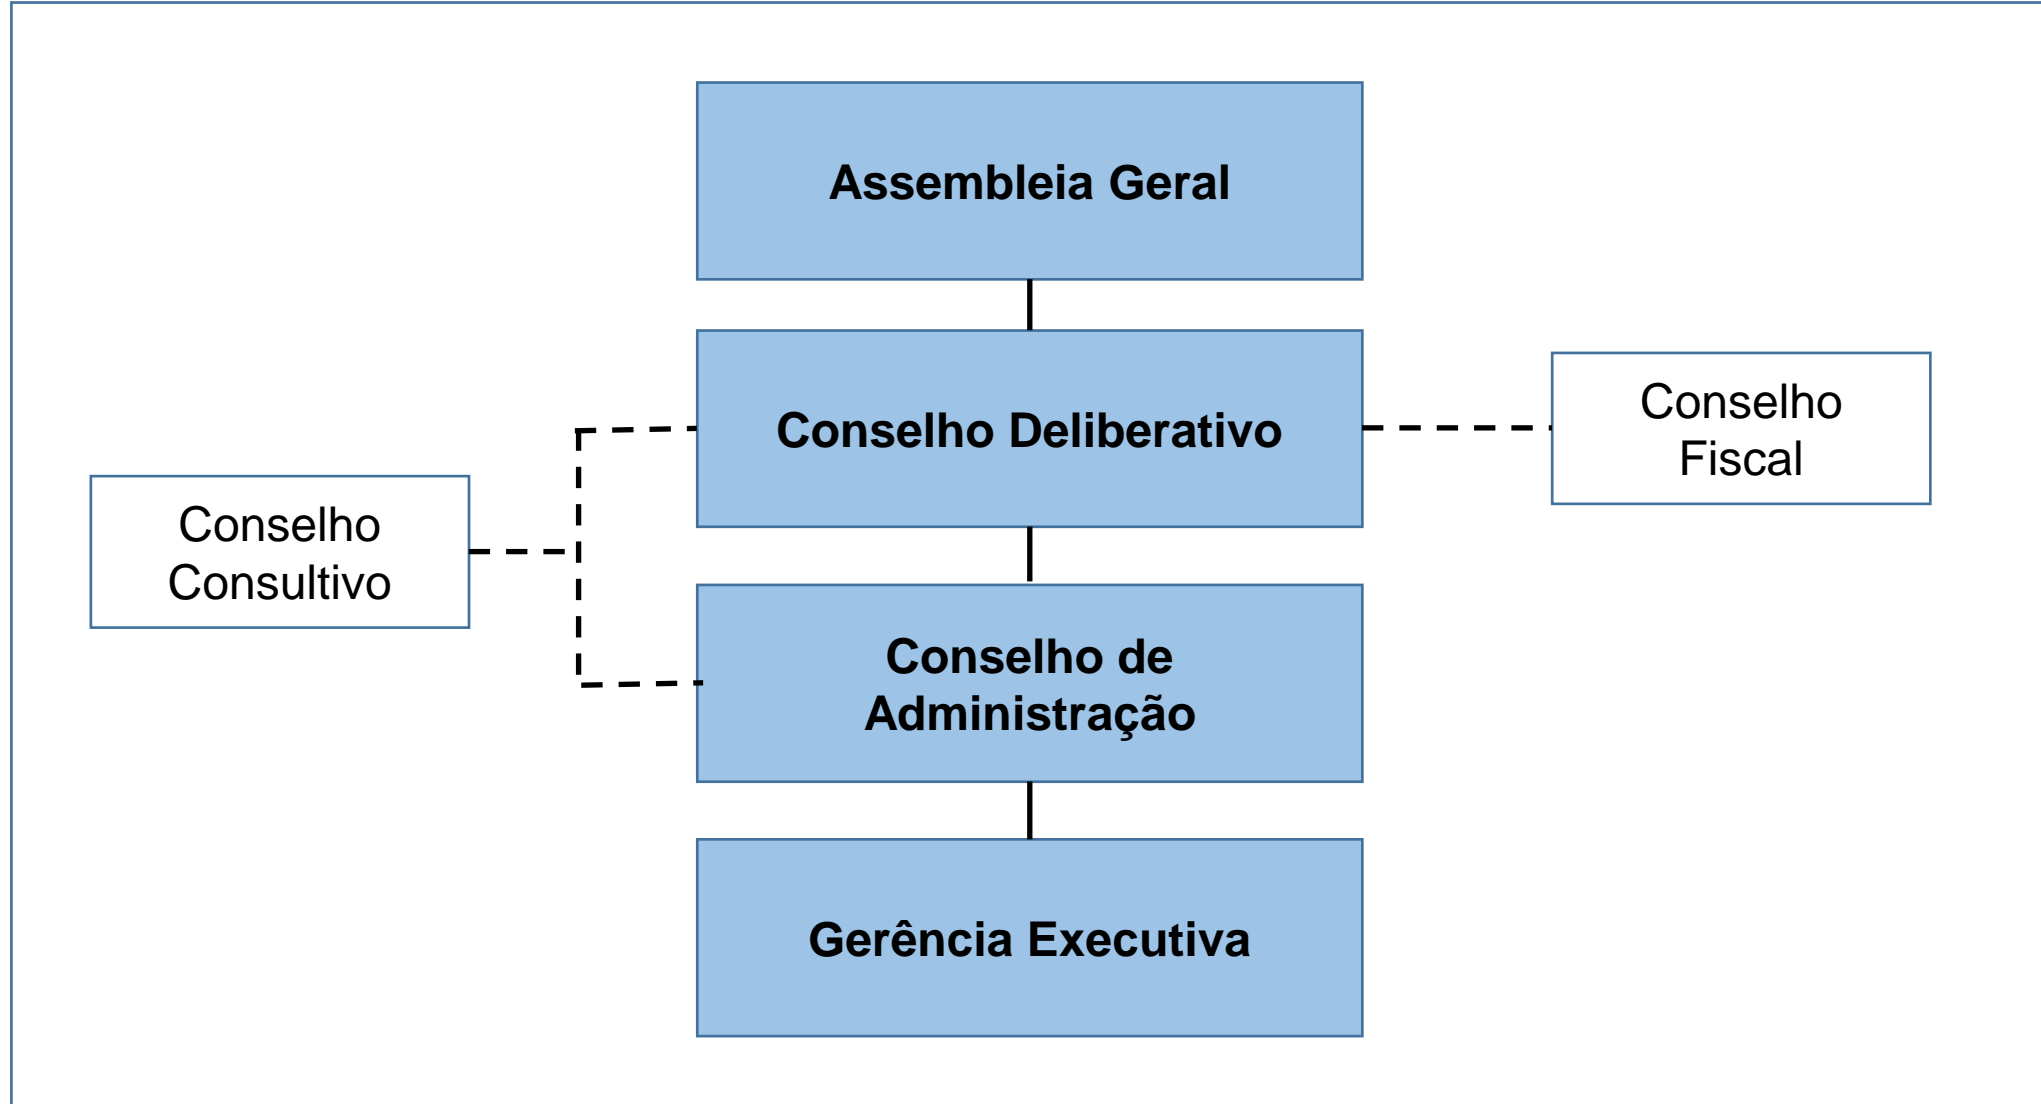 Assembleia Geral
Conselho Deliberativo
Conselho
Fiscal
Conselho
Consultivo
Conselho de
Administração
Gerência Executiva